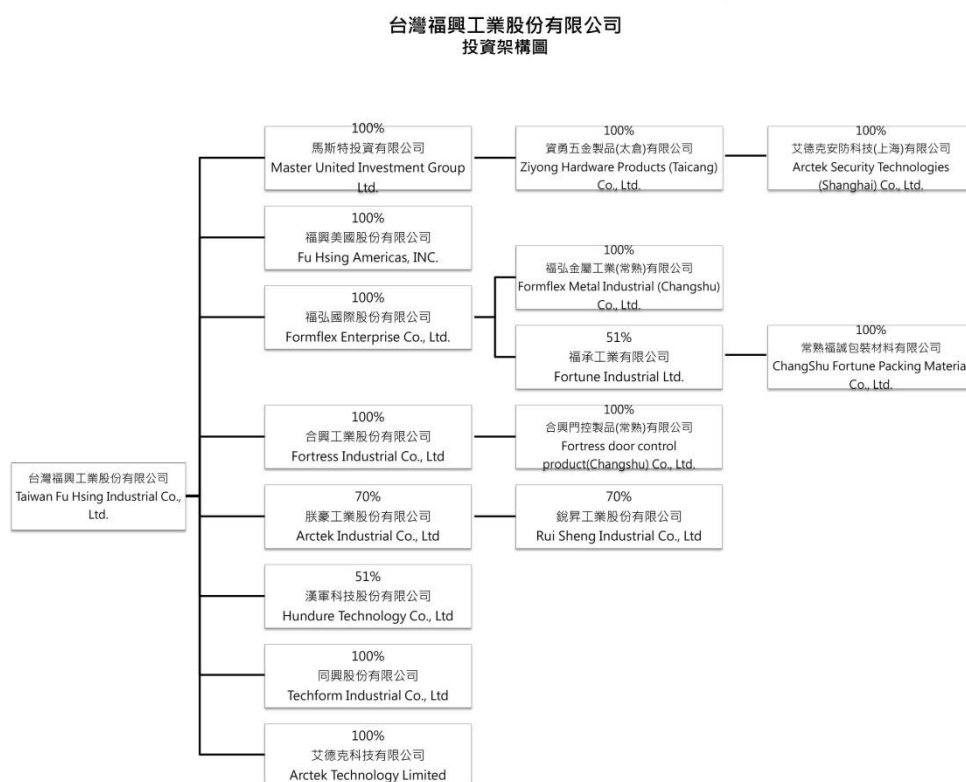 台灣福興工業股份有限公司
投資架構圖
100%
馬斯特投資有限公司
Master United Investment Group
Ltd.
100%
資勇五金製品(太倉)有限公司
Ziyong Hardware Products (Taicang)
Co., Ltd.
100%
艾德克安防科技(上海)有限公司
Arctek Security Technologies
(Shanghai) Co., Ltd.
100%
福興美國股份有限公司
Fu Hsing Americas, INC.
100%
福弘國際股份有限公司
Formflex Enterprise Co., Ltd.
100%
福弘金屬工業(常熟)有限公司
Formflex Metal Industrial (Changshu)
Co., Ltd.
51%
福承工業有限公司
Fortune Industrial Ltd.
100%
常熟福誠包裝材料有限公司
ChangShu Fortune Packing Material
Co., Ltd.
100%
合興工業股份有限公司
Fortress Industrial Co., Ltd
100%
合興門控製品(常熟)有限公司
Fortress door control
product(Changshu) Co., Ltd.
台灣福興工業股份有限公司
Taiwan Fu Hsing Industrial Co.,
Ltd.
70%
朕豪工業股份有限公司
Arctek Industrial Co., Ltd
70%
銳昇工業股份有限公司
Rui Sheng Industrial Co., Ltd
51%
漢軍科技股份有限公司
Hundure Technology Co., Ltd
100%
同興股份有限公司
Techform Industrial Co., Ltd
100%
艾德克科技有限公司
Arctek Technology Limited